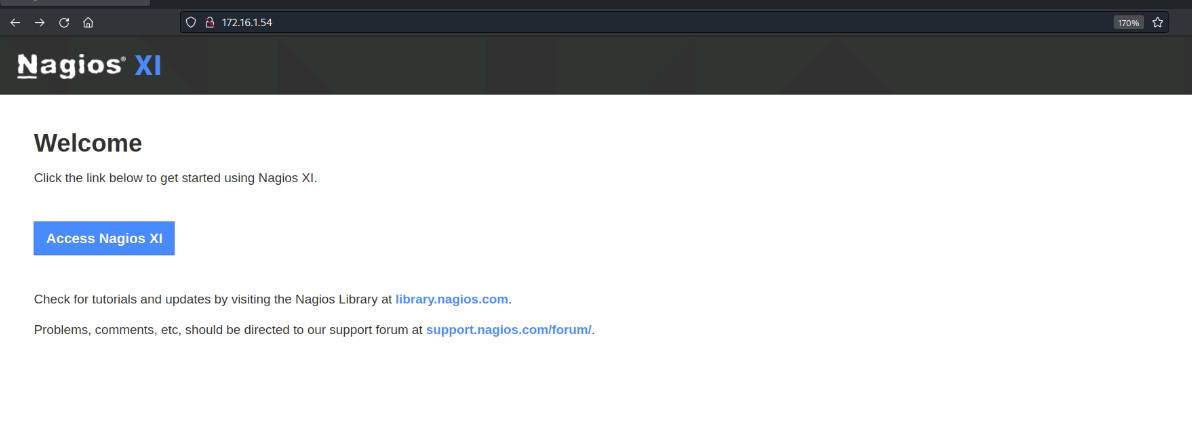 172.16.1.54
170%
Nagios® XI
Welcome
Click the link below to get started using Nagios XI.
Access Nagios XI
Check for tutorials and updates by visiting the Nagios Library at library.nagios.com.
Problems, comments, etc, should be directed to our support forum at support.nagios.com/forum/.